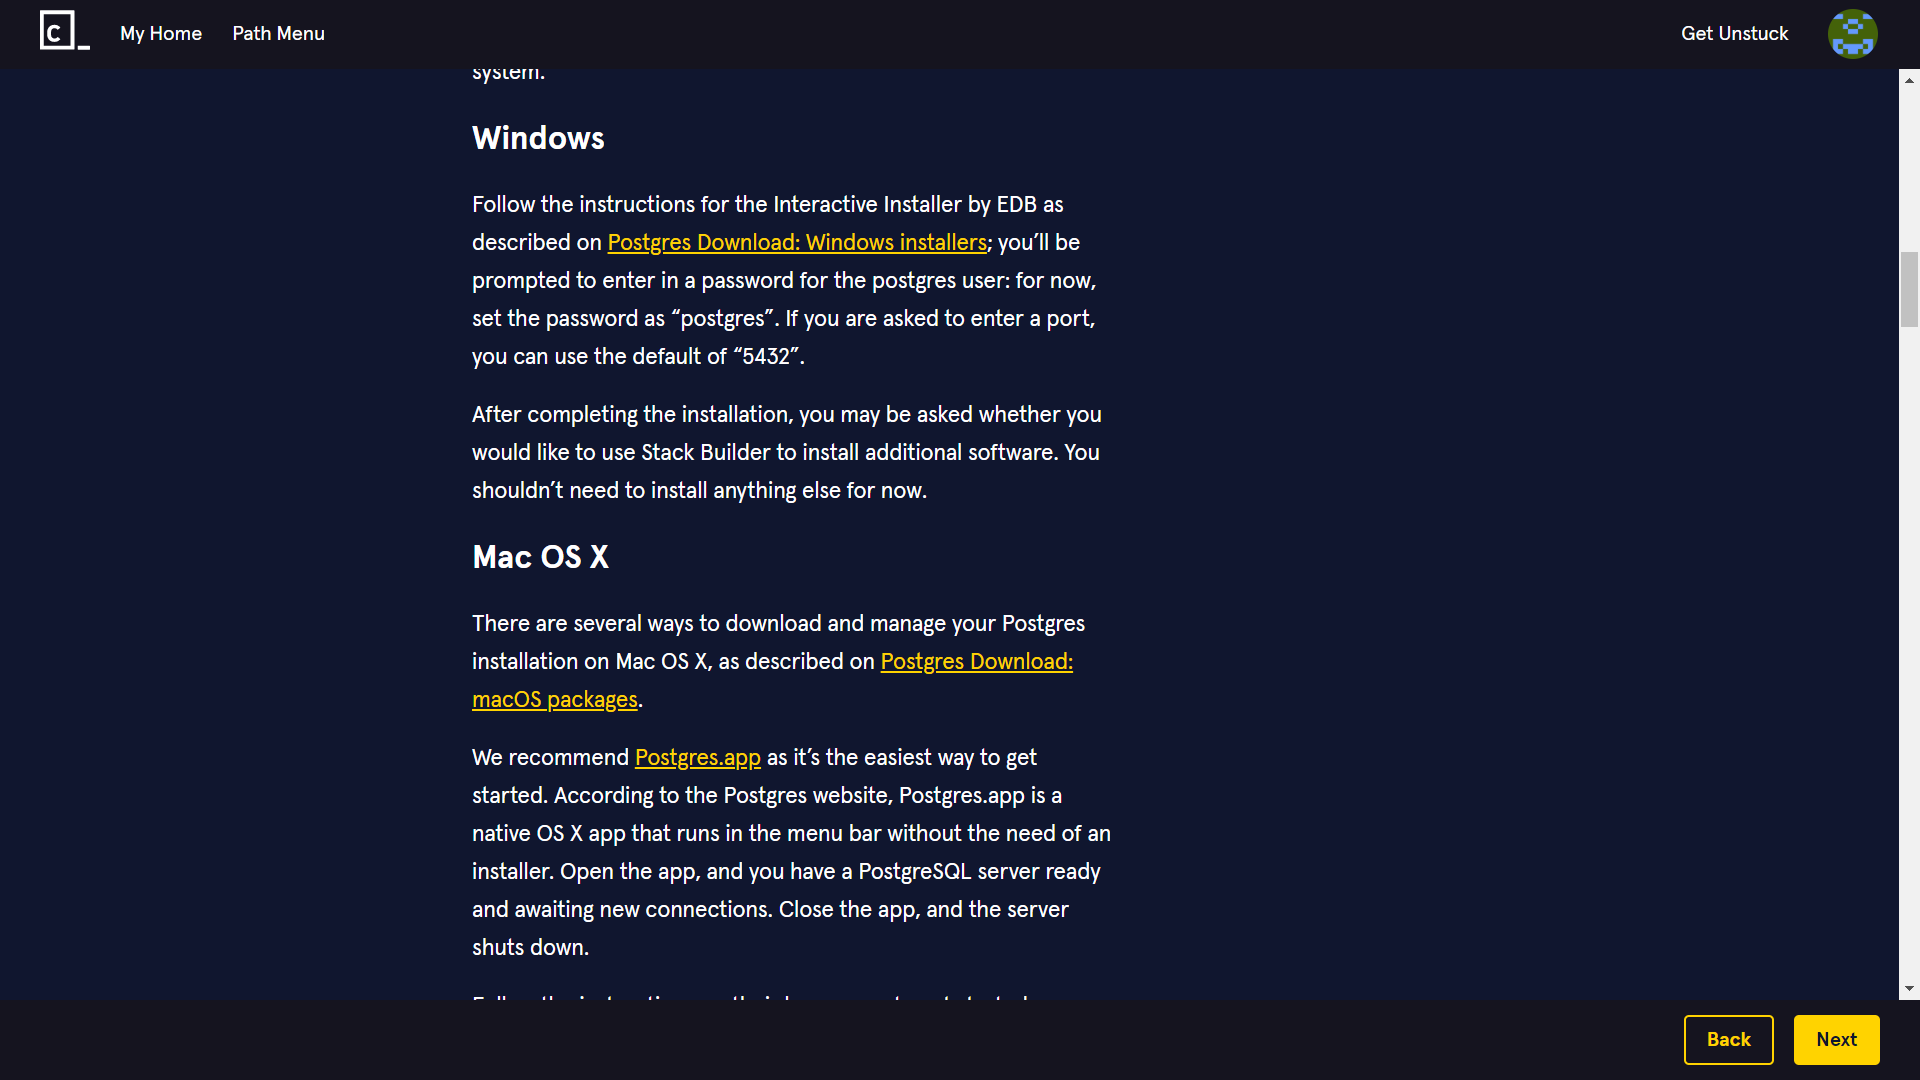 C_ My Home Path Menu Get Unstuck
system.
Windows
Follow the instructions for the Interactive Installer by EDB as
described on Postgres Download: Windows installers; you’ll be
prompted to enter in a password for the postgres user: for now,
set the password as “postgres”. If you are asked to enter a port,
you can use the default of “5432”.
After completing the installation, you may be asked whether you
would like to use Stack Builder to install additional software. You
shouldn’t need to install anything else for now.
Mac OS X
There are several ways to download and manage your Postgres
installation on Mac OS X, as described on Postgres Download:
macOS packages.
We recommend Postgres.app as it’s the easiest way to get
started. According to the Postgres website, Postgres.app is a
native OS X app that runs in the menu bar without the need of an
installer. Open the app, and you have a PostgreSQL server ready
and awaiting new connections. Close the app, and the server
shuts down.
Back Next